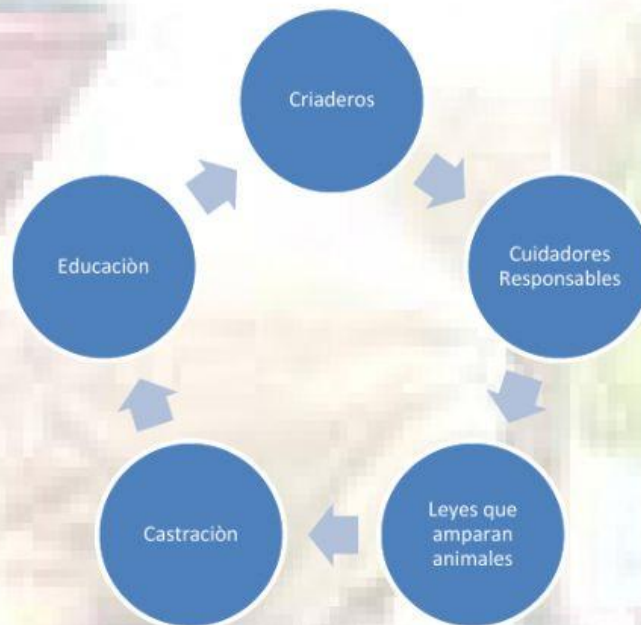 Criaderos
Cuidadores
Responsables
Leyes que
amparan
animales
Castraciòn
Educaciòn